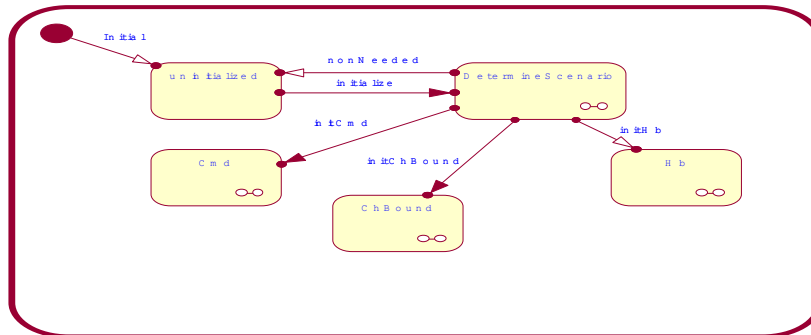 Initial
nonNeeded
uninitialized
DetermineScenario
initialize
initCmd
initHb
initChBound
Cmd
Hb
ChBound